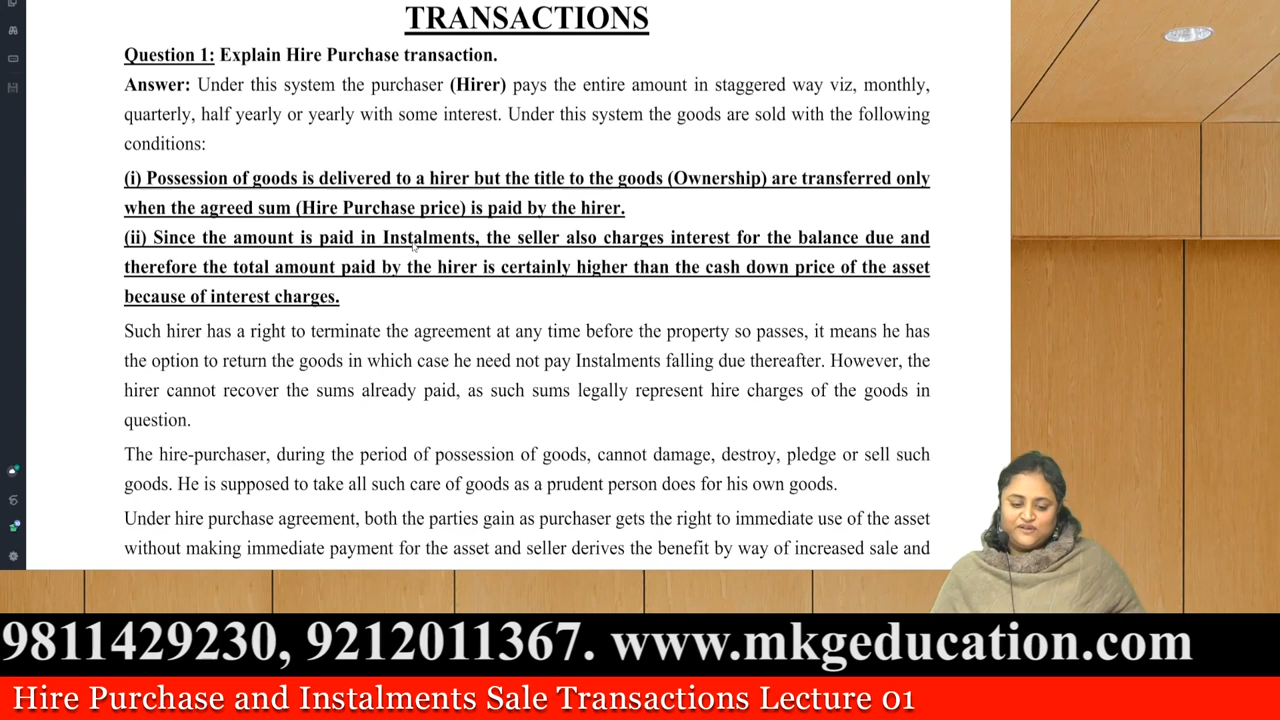 TRANSACTIONS
Question 1: Explain Hire Purchase transaction.
Answer: Under this system the purchaser (Hirer) pays the entire amount in staggered way viz, monthly,
quarterly, half yearly or yearly with some interest. Under this system the goods are sold with the following
conditions:
(i) Possession of goods is delivered to a hirer but the title to the goods (Ownership) are transferred only
when the agreed sum (Hire Purchase price) is paid by the hirer.
(ii) Since the amount is paid in Instalments, the seller also charges interest for the balance due and
therefore the total amount paid by the hirer is certainly higher than the cash down price of the asset
because of interest charges.
Such hirer has a right to terminate the agreement at any time before the property so passes, it means he has
the option to return the goods in which case he need not pay Instalments falling due thereafter. However, the
hirer cannot recover the sums already paid, as such sums legally represent hire charges of the goods in
question.
The hire-purchaser, during the period of possession of goods, cannot damage, destroy, pledge or sell such
goods. He is supposed to take all such care of goods as a prudent person does for his own goods.
Under hire purchase agreement, both the parties gain as purchaser gets the right to immediate use of the asset
without making immediate payment for the asset and seller derives the benefit by way of increased sale and
9811429230, 9212011367. www.mkgeducation.com
Hire Purchase and Instalments Sale Transactions Lecture 01